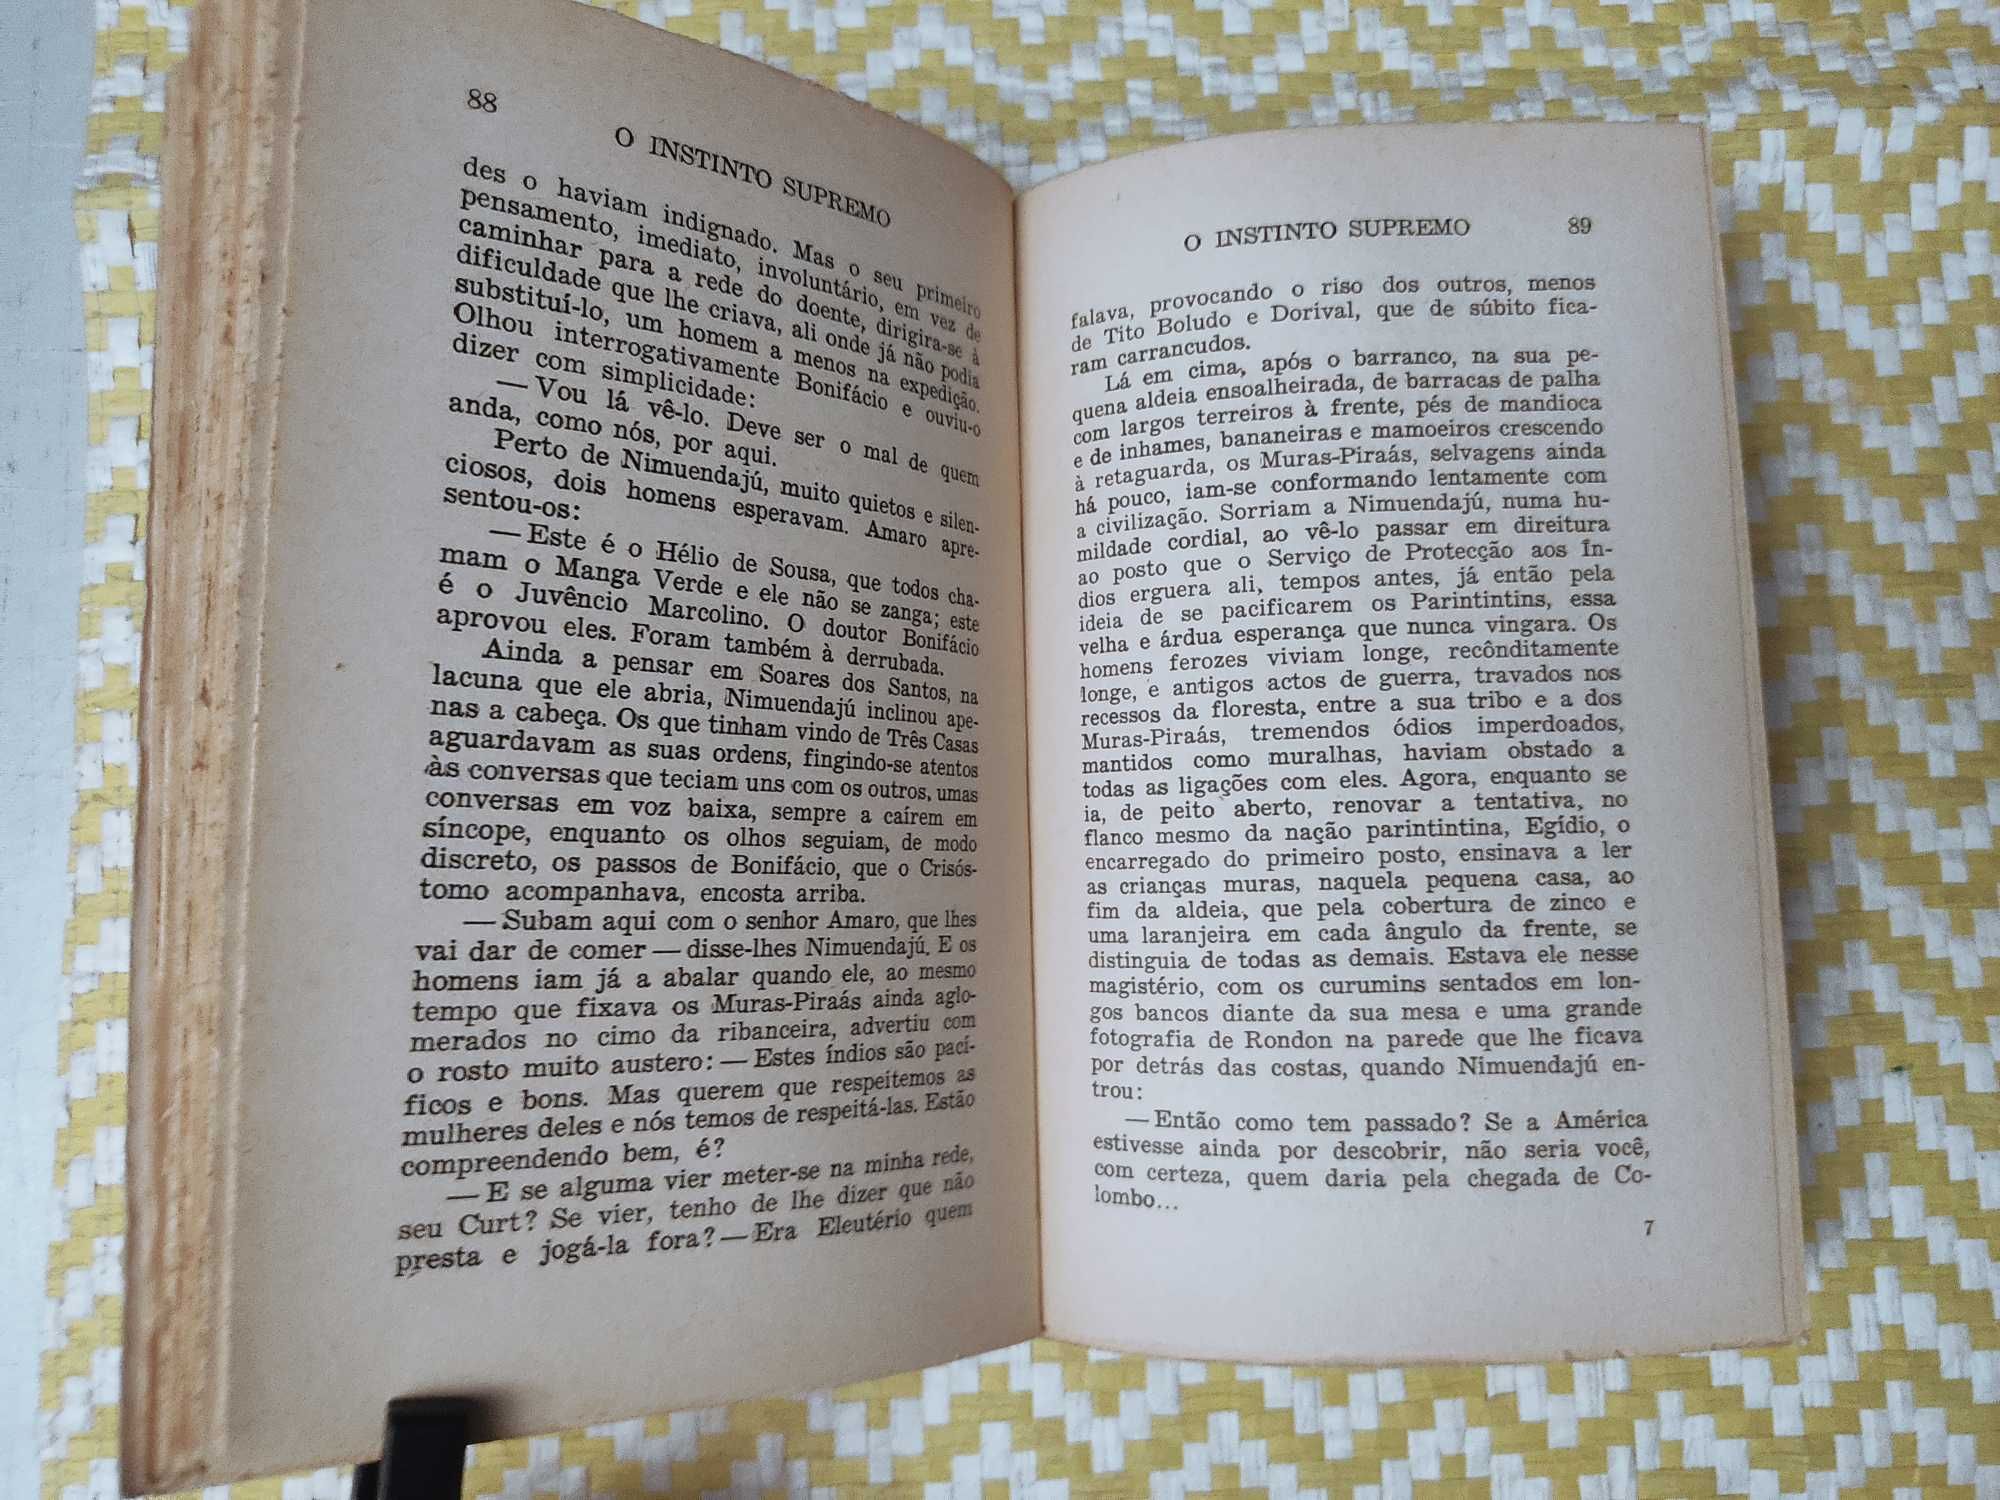 88
O INSTINTO SUPREMO
des o haviam indignado. Mas o seu primeiro
pensamento, imediato, involuntário, em vez de
caminhar para a rede do doente, dirigira-se à
dificuldade que lhe criava, ali onde já não podia
substituí-lo, um homem a menos na expedição.
Olhou interrogativamente Bonifácio e ouviu-o
dizer com simplicidade:
— Vou lá vê-lo. Deve ser o mal de quem
anda, como nós, por aqui.
Perto de Nimuendajú, muito quietos e silen-
ciosos, dois homens esperavam. Amaro apre-
sentou-os:
— Este é o Hélio de Sousa, que todos cha-
mam o Manga Verde e ele não se zanga; este
é o Juvêncio Marcolino. O doutor Bonifácio
aprovou eles. Foram também à derrubada.
Ainda a pensar em Soares dos Santos, na
lacuna que ele abria, Nimuendajú inclinou ape-
nas a cabeça. Os que tinham vindo de Três Casas
aguardavam as suas ordens, fingindo-se atentos
às conversas que teciam uns com os outros, umas
conversas em voz baixa, sempre a caírem em
síncope, enquanto os olhos seguiam, de modo
discreto, os passos de Bonifácio, que o Crisós-
tomo acompanhava, encosta arriba.
— Subam aqui com o senhor Amaro, que lhes
vai dar de comer — disse-lhes Nimuendajú. E os
homens iam já a abalar quando ele, ao mesmo
tempo que fixava os Muras-Piraás ainda aglo-
merados no cimo da ribanceira, advertiu com
o rosto muito austero: — Estes índios são pací-
ficos e bons. Mas querem que respeitemos as
mulheres deles e nós temos de respeitá-las. Estão
compreendendo bem, é?
— E se alguma vier meter-se na minha rede,
seu Curt? Se vier, tenho de lhe dizer que não
presta e jogá-la fora? — Era Eleutério quem
O INSTINTO SUPREMO
89
falava, provocando o riso dos outros, menos
de Tito Boludo e Dorival, que de súbito fica-
ram carrancudos.
Lá em cima, após o barranco, na sua pe-
quena aldeia ensoalheirada, de barracas de palha
com largos terreiros à frente, pés de mandioca
e de inhames, bananeiras e mamoeiros crescendo
à retaguarda, os Muras-Piraás, selvagens ainda
há pouco, iam-se conformando lentamente com
a civilização. Sorriam a Nimuendajú, numa hu-
mildade cordial, ao vê-lo passar em direitura
ao posto que o Serviço de Protecção aos Ín-
dios erguera ali, tempos antes, já então pela
ideia de se pacificarem os Parintintins, essa
velha e árdua esperança que nunca vingara. Os
homens ferozes viviam longe, recônditamente
longe, e antigos actos de guerra, travados nos
recessos da floresta, entre a sua tribo e a dos
Muras-Piraás, tremendos ódios imperdoados,
mantidos como muralhas, haviam obstado a
todas as ligações com eles. Agora, enquanto se
ia, de peito aberto, renovar a tentativa, no
flanco mesmo da nação parintintina, Egídio, o
encarregado do primeiro posto, ensinava a ler
as crianças muras, naquela pequena casa, ao
fim da aldeia, que pela cobertura de zinco e
uma laranjeira em cada ângulo da frente, se
distinguia de todas as demais. Estava ele nesse
magistério, com os curumins sentados em lon-
gos bancos diante da sua mesa e uma grande
fotografia de Rondon na parede que lhe ficava
por detrás das costas, quando Nimuendajú en-
trou:
— Então como tem passado? Se a América
estivesse ainda por descobrir, não seria você,
com certeza, quem daria pela chegada de Co-
lombo...
7